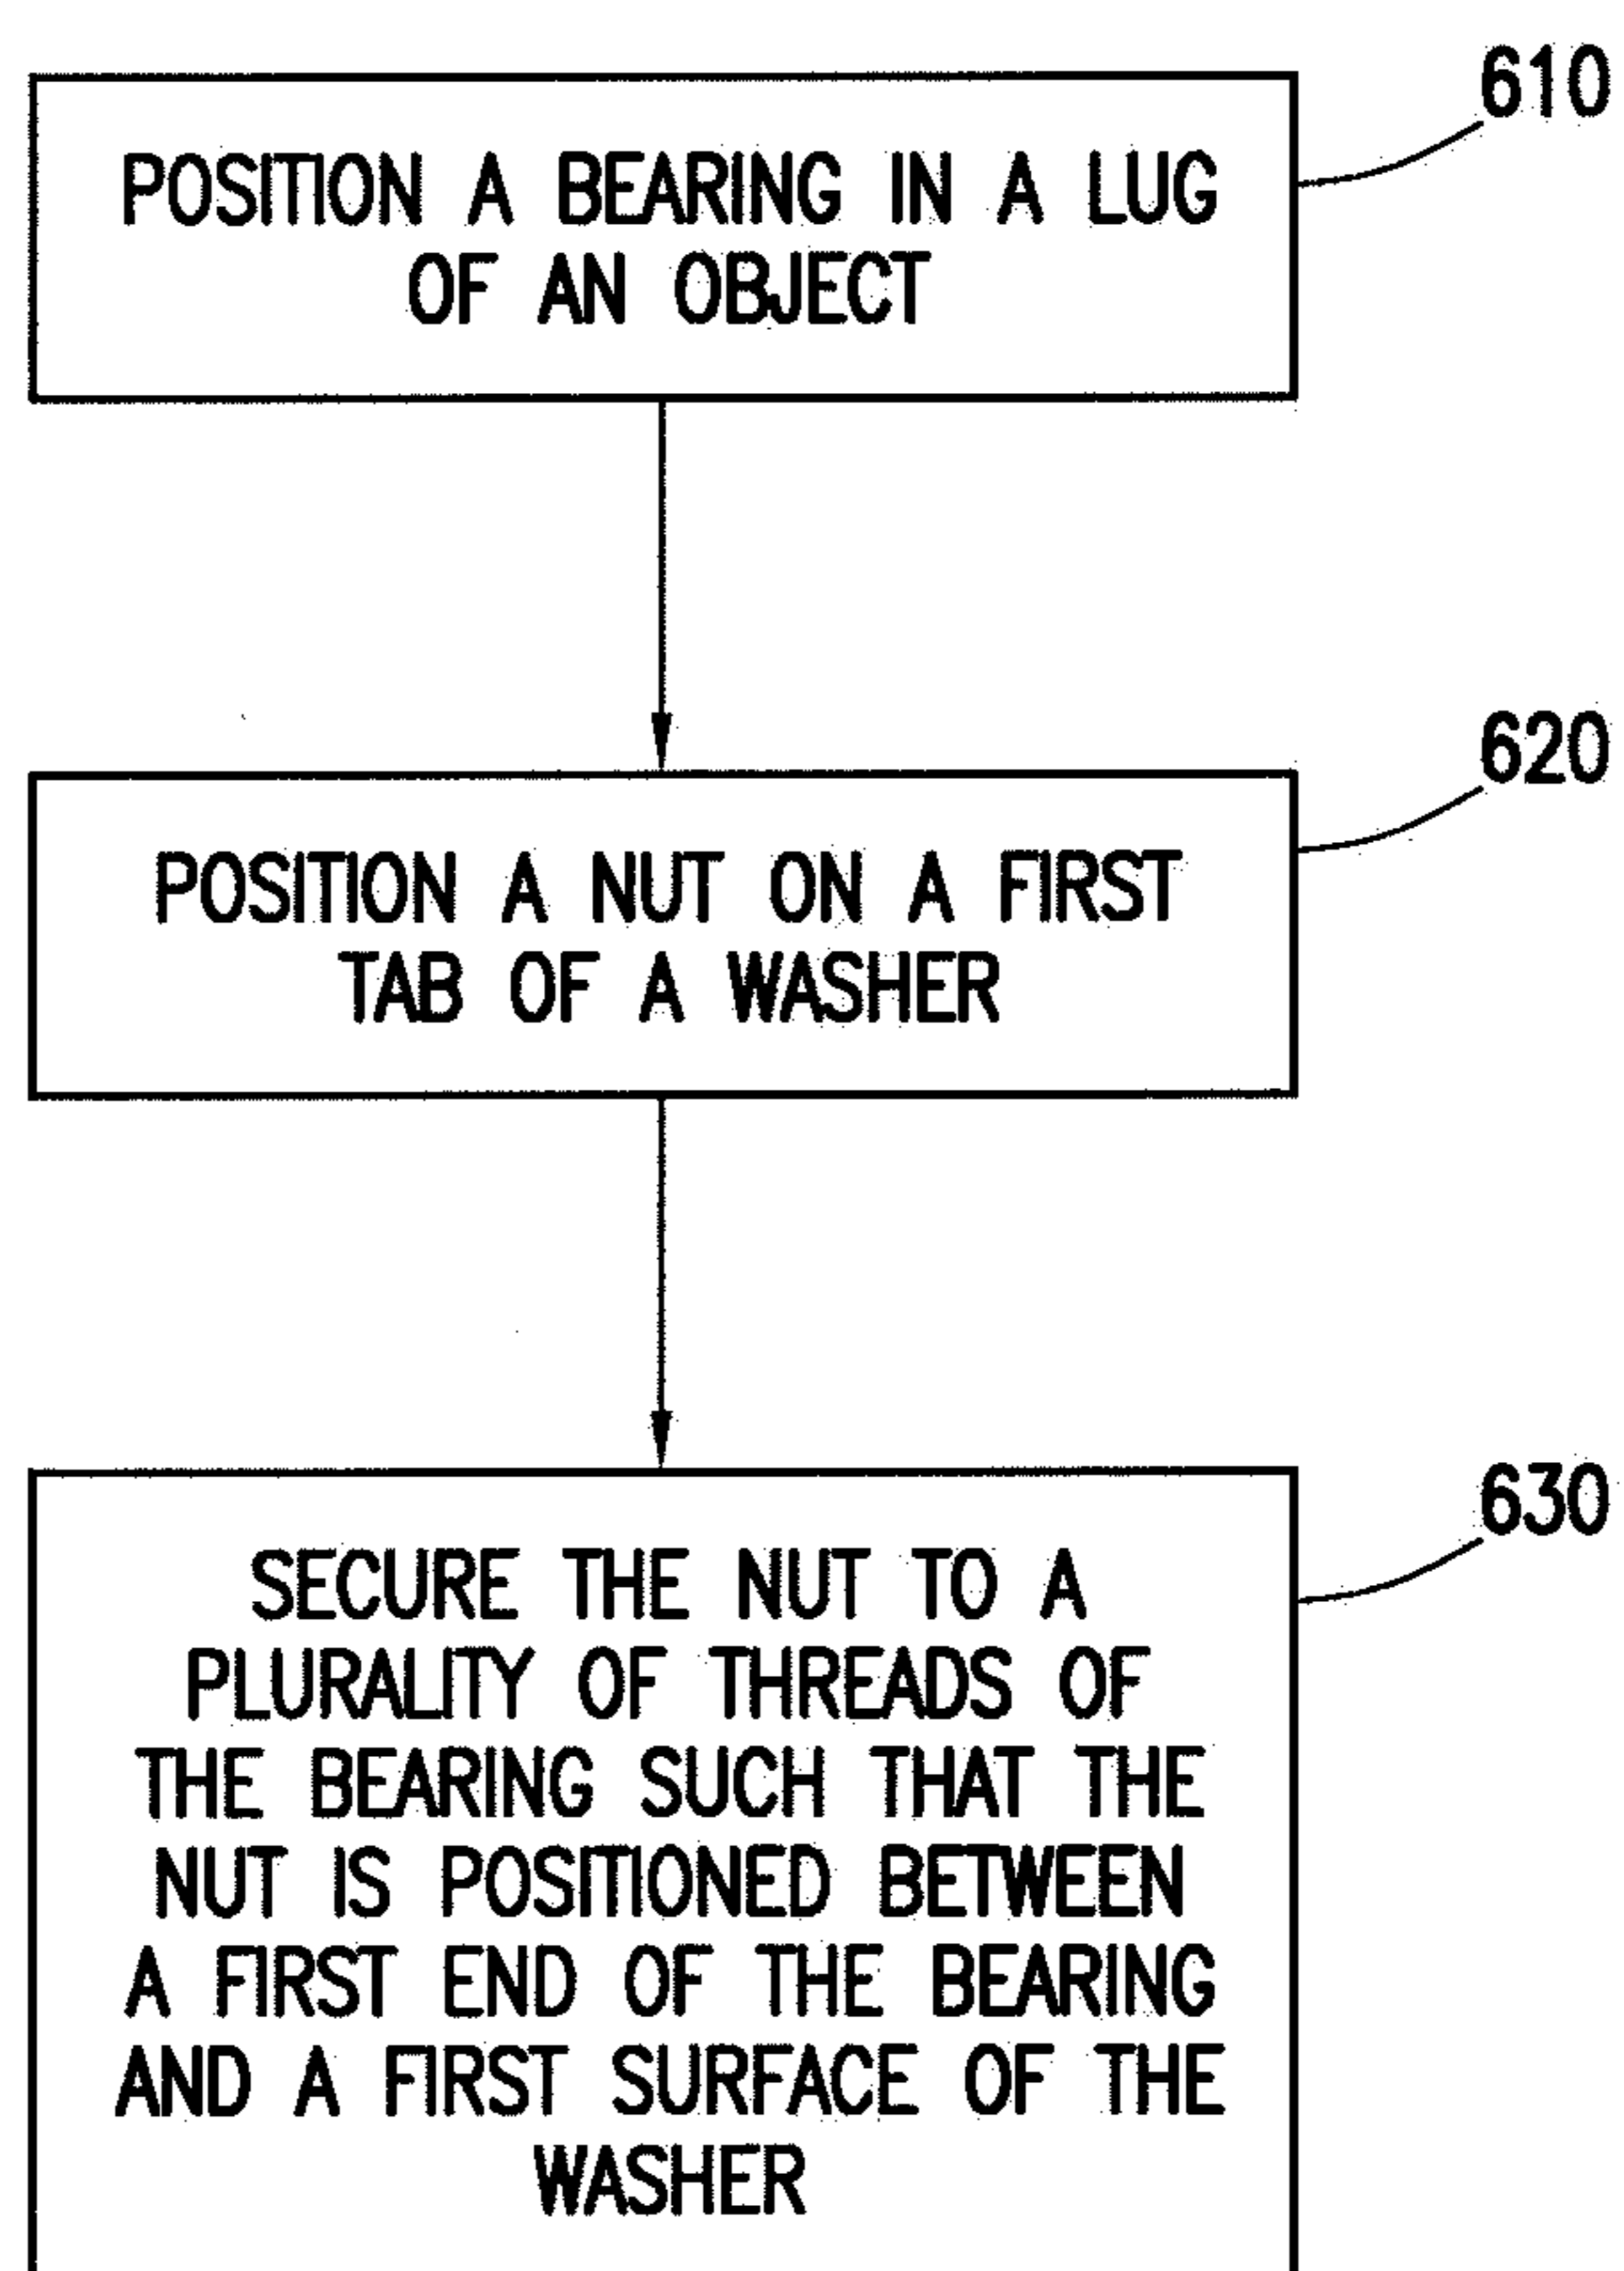 610
POSITION A BEARING IN A LUG
OF AN OBJECT
620
POSITION A NUT ON A FIRST
TAB OF A WASHER
630
SECURE THE NUT TO A
PLURALITY OF THREADS OF
THE BEARING SUCH THAT THE
NUT IS POSITIONED BETWEEN
A FIRST END OF THE BEARING
AND A FIRST SURFACE OF THE
WASHER